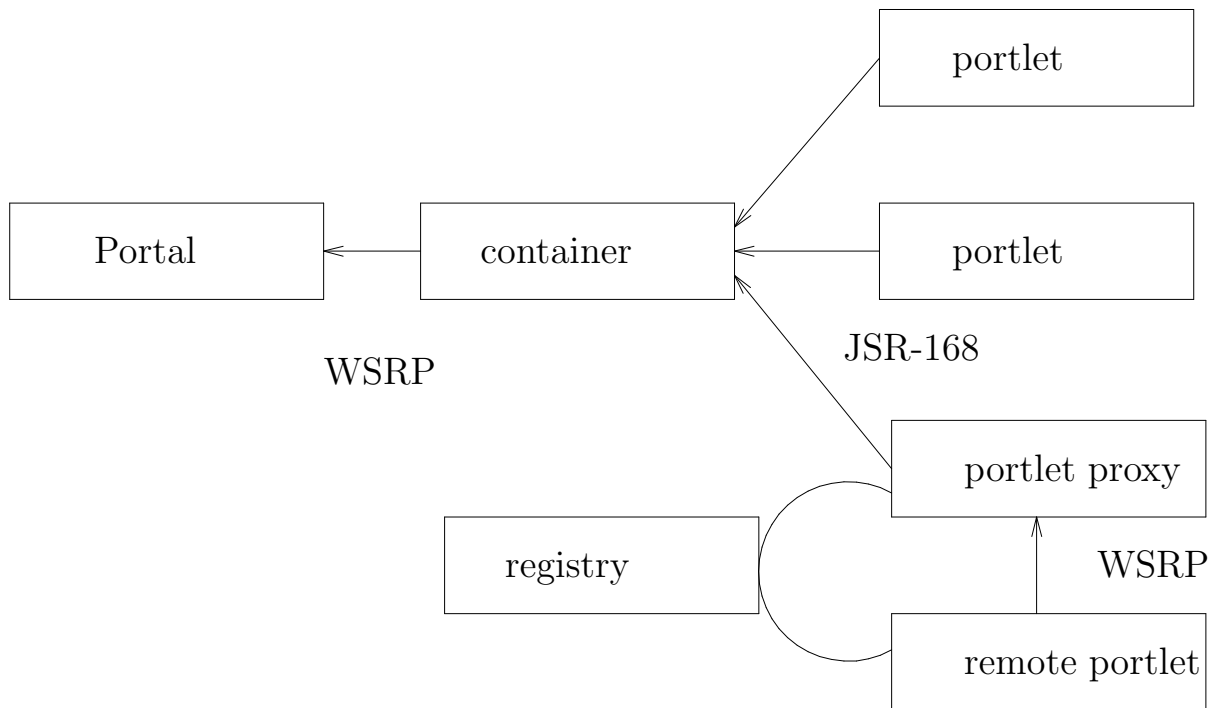 portlet
Portal
container
portlet
JSR-168
WSRP
portlet proxy
registry
WSRP
remote portlet